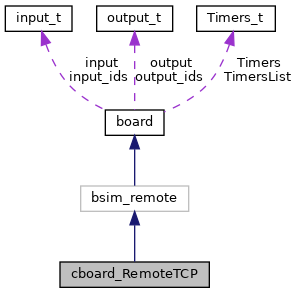 input_t
output_t
Timers_t
input
input_ids
output
output_ids
Timers
TimersList
board
bsim_remote
cboard_RemoteTCP